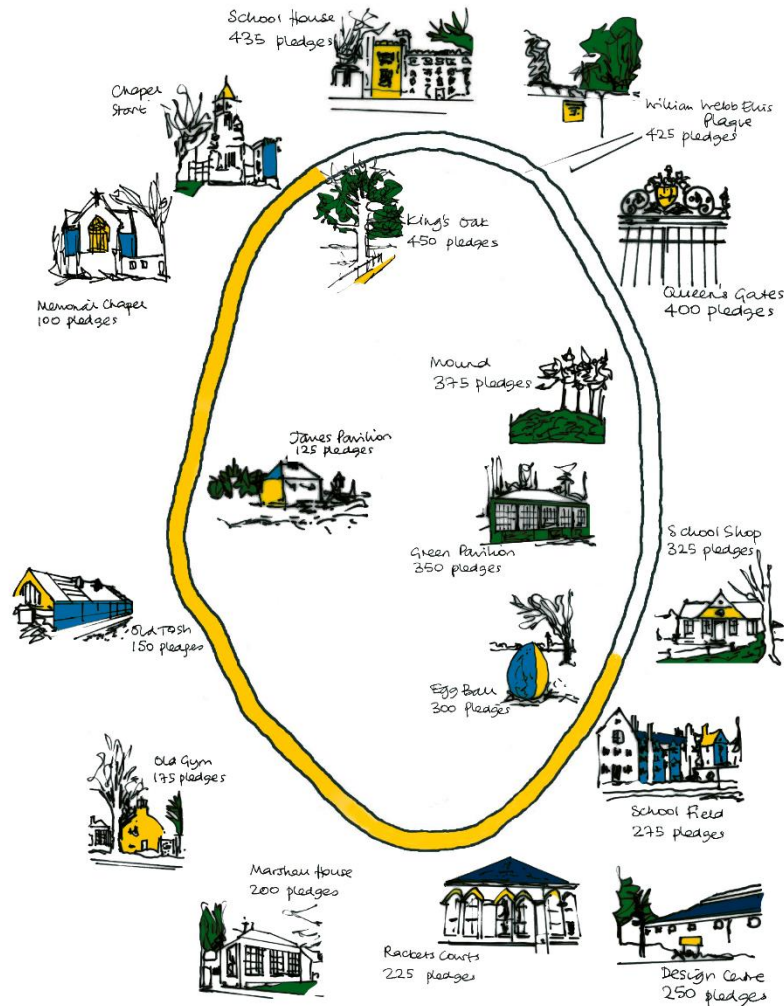 School House
435 pledges
William Webb Ellis
Plaque
425 pledges
Chapel
Start
King's Oak
450 pledges
Memorial Chapel
100 pledges
Queen's Gates
400 pledges
Mound
375 pledges
James Pavilion
125 pledges
Green Pavilion
350 pledges
School Shop
325 pledges
Old Tosh
150 pledges
Egg Ball
300 pledges
Old Gym
175 pledges
School Field
275 pledges
Marshall House
200 pledges
Rackets Courts
225 pledges
Design Centre
250 pledges